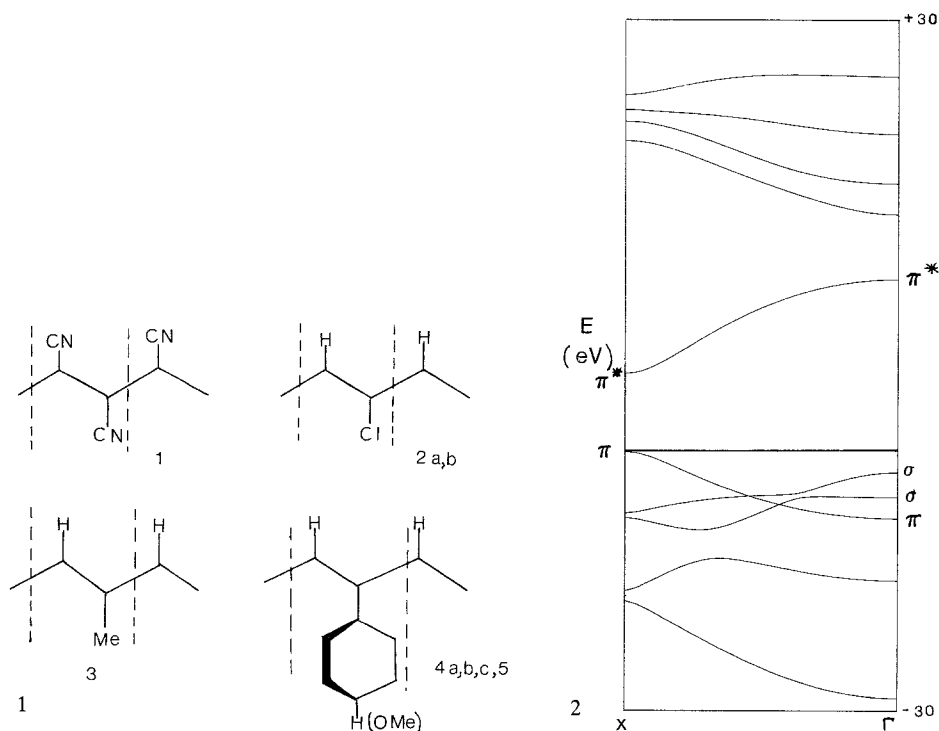 CN
CN
CN
1
H
H
Cl
2 a,b
H
H
Me
3
H
H
H(OMe)
4 a,b,c,5
1
+30
E
(eV)
π*
π*
π
σ
σ
π
-30
x
Γ
2